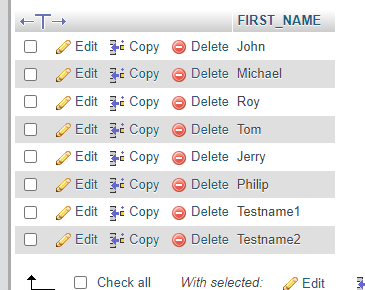 FIRST_NAME
Edit Copy Delete John
Edit Copy Delete Michael
Edit Copy Delete Roy
Edit Copy Delete Tom
Edit Copy Delete Jerry
Edit Copy Delete Philip
Edit Copy Delete Testname1
Edit Copy Delete Testname2
Check all With selected: Edit